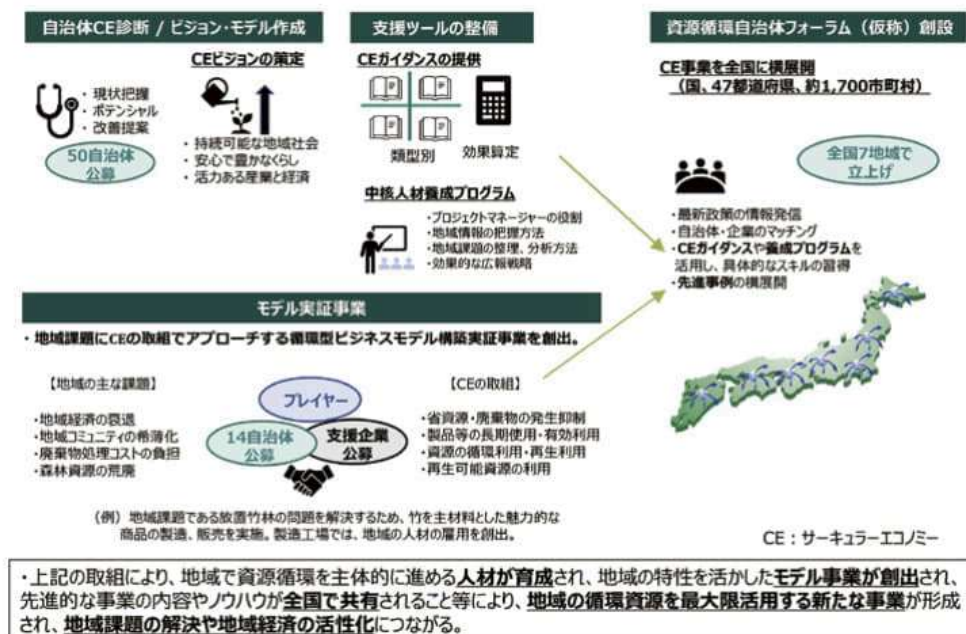 自治体CE診断 / ビジョン・モデル作成
・現状把握
・ポテンシャル
・改善提案
50自治体
公募
CEビジョンの策定
・持続可能な地域社会
・安心で豊かなくらし
・活力ある産業と経済
支援ツールの整備
CEガイダンスの提供
類型別
効果算定
中核人材養成プログラム
・プロジェクトマネージャーの役割
・地域情報の把握方法
・地域課題の整理、分析方法
・効果的な広報戦略
資源循環自治体フォーラム（仮称）創設
CE事業を全国に横展開
（国、47都道府県、約1,700市町村）
全国7地域で
立上げ
・最新政策の情報発信
・自治体・企業のマッチング
・CEガイダンスや養成プログラムを
活用し、具体的なスキルの習得
・先進事例の横展開
モデル実証事業
・地域課題にCEの取組でアプローチする循環型ビジネスモデル構築実証事業を創出。
【地域の主な課題】
・地域経済の衰退
・地域コミュニティの希薄化
・廃棄物処理コストの負担
・森林資源の荒廃
プレイヤー
14自治体
公募
支援企業
公募
【CEの取組】
・省資源・廃棄物の発生抑制
・製品等の長期使用・有効利用
・資源の循環利用・再生利用
・再生可能資源の利用
（例）地域課題である放置竹林の問題を解決するため、竹を主材料とした魅力的な
商品の製造、販売を実施。製造工場では、地域の人材の雇用を創出。
CE：サーキュラーエコノミー
・上記の取組により、地域で資源循環を主体的に進める人材が育成され、地域の特性を活かしたモデル事業が創出され、
先進的な事業の内容やノウハウが全国で共有されること等により、地域の循環資源を最大限活用する新たな事業が形成
され、地域課題の解決や地域経済の活性化につながる。